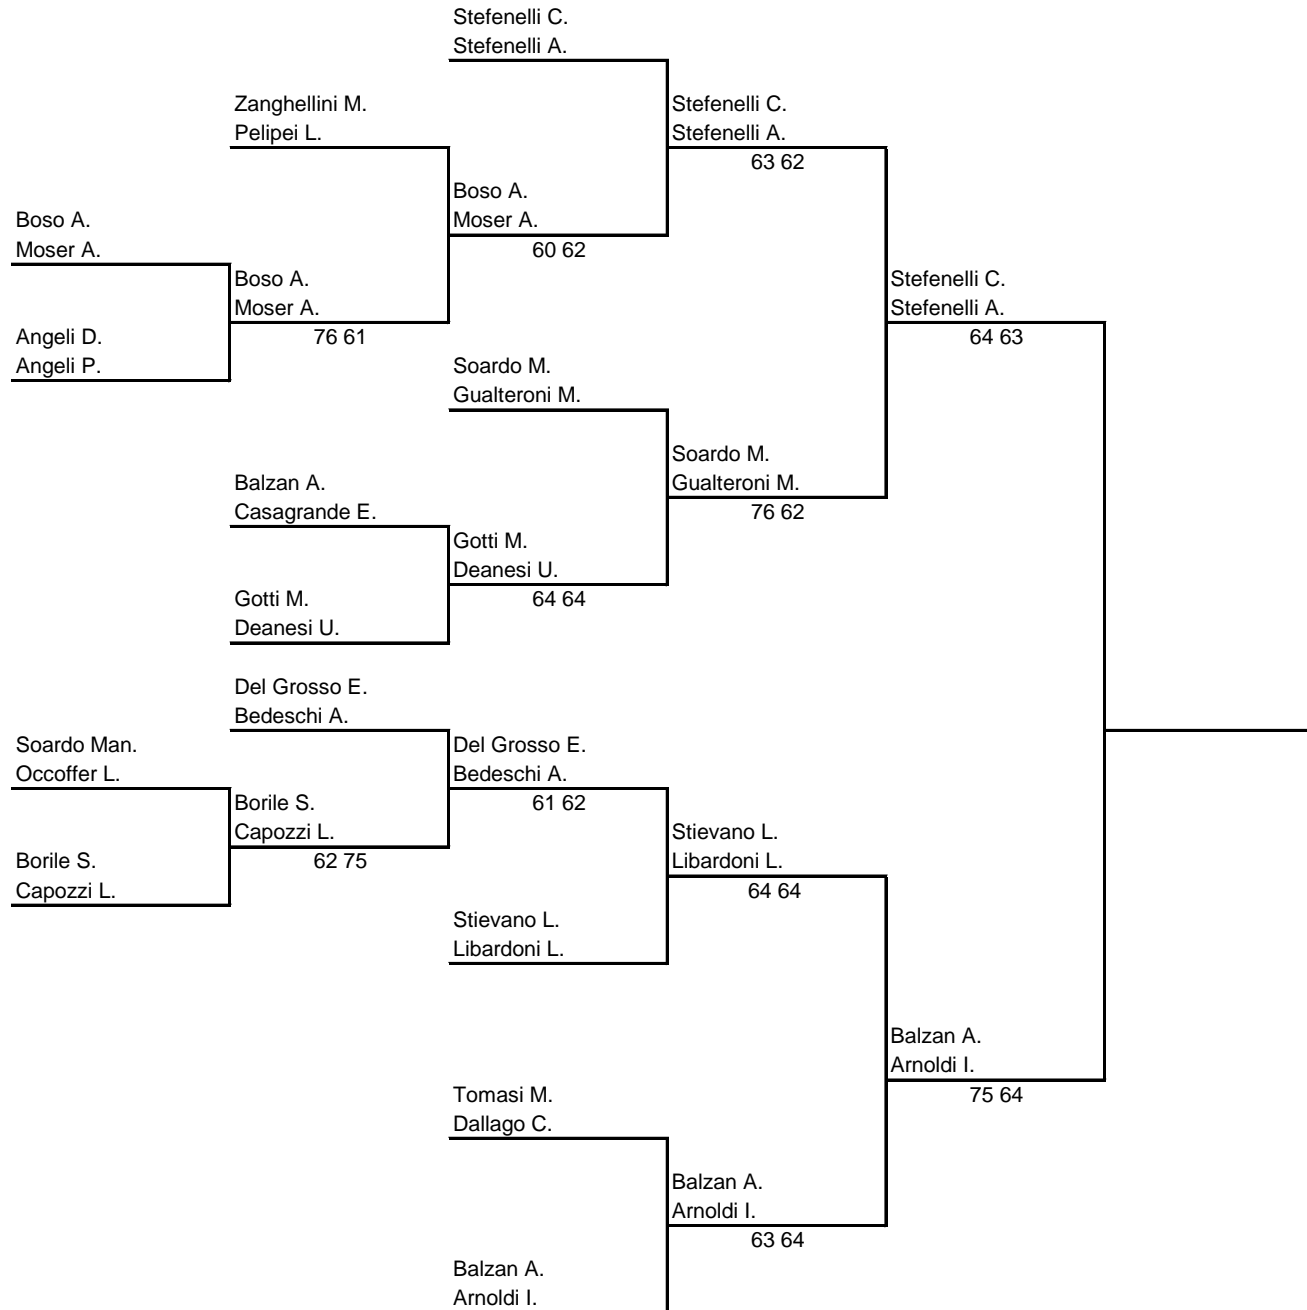 Stefenelli C.
Stefenelli A.
Zanghellini M.
Pelipei L.
Stefenelli C.
Stefenelli A.
63 62
Boso A.
Moser A.
60 62
Boso A.
Moser A.
Boso A.
Moser A.
76 61
Stefenelli C.
Stefenelli A.
64 63
Angeli D.
Angeli P.
Soardo M.
Gualteroni M.
Soardo M.
Gualteroni M.
76 62
Balzan A.
Casagrande E.
Gotti M.
Deanesi U.
64 64
Gotti M.
Deanesi U.
Del Grosso E.
Bedeschi A.
Soardo Man.
Occoffer L.
Del Grosso E.
Bedeschi A.
61 62
Borile S.
Capozzi L.
62 75
Stievano L.
Libardoni L.
64 64
Borile S.
Capozzi L.
Stievano L.
Libardoni L.
Balzan A.
Arnoldi I.
75 64
Tomasi M.
Dallago C.
Balzan A.
Arnoldi I.
63 64
Balzan A.
Arnoldi I.